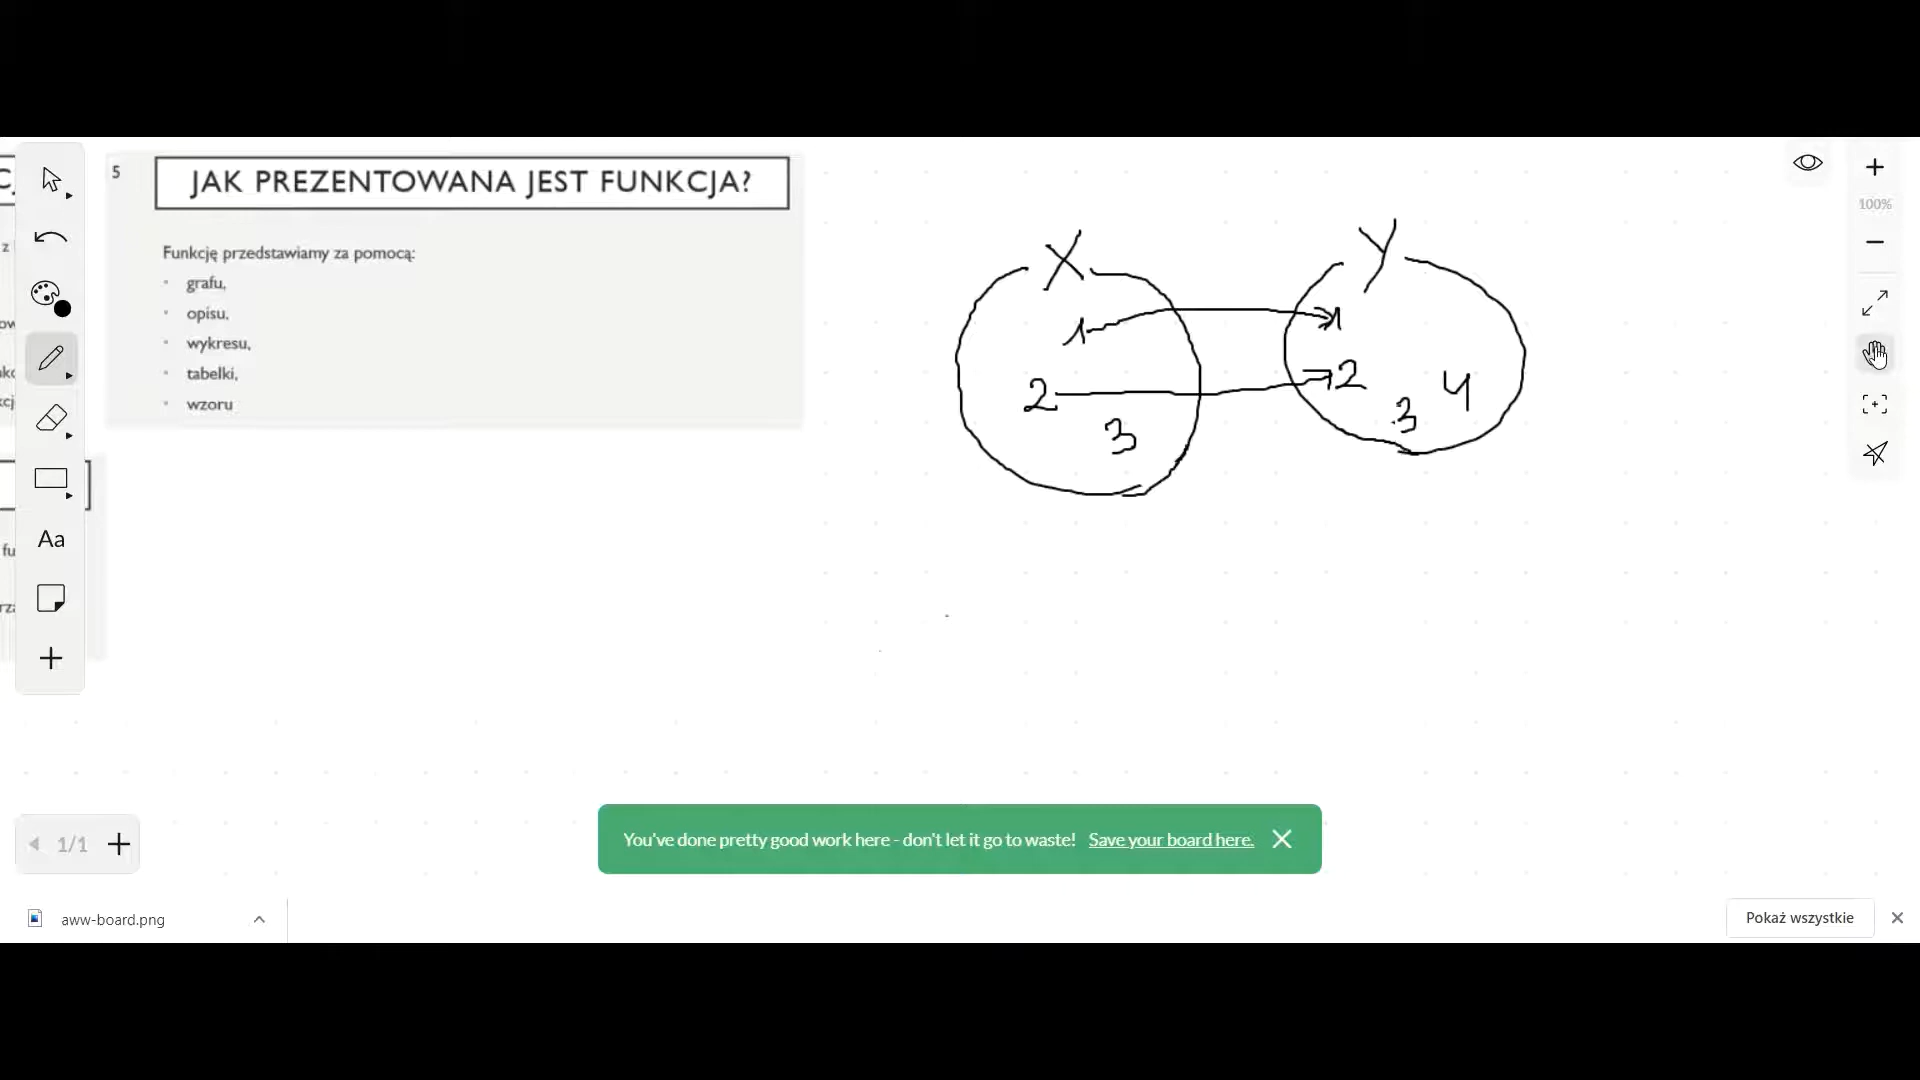 5
JAK PREZENTOWANA JEST FUNKCJA?
Funkcję przedstawiamy za pomocą:
grafu,
opisu,
wykresu,
tabelki,
wzoru
X
Y
1
1
2
2
3
3
4
100%
Aa
1/1
You've done pretty good work here - don't let it go to waste! Save your board here.
aww-board.png
Pokaż wszystkie